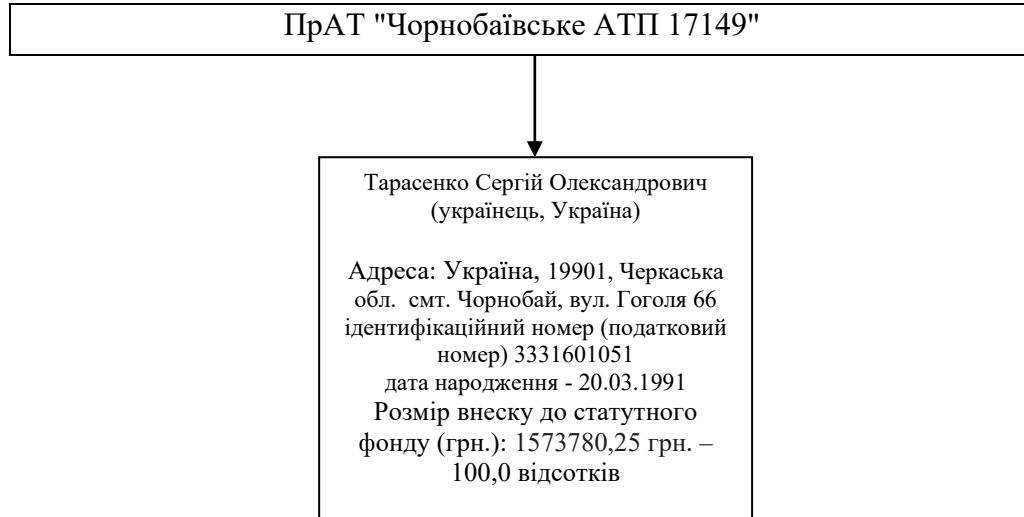 ПрАТ "Чорнобаївське АТП 17149"
Тарасенко Сергій Олександрович
(українець, Україна)
Адреса: Україна, 19901, Черкаська
обл. смт. Чорнобай, вул. Гоголя 66
ідентифікаційний номер (податковий
номер) 3331601051
дата народження - 20.03.1991
Розмір внеску до статутного
фонду (грн.): 1573780,25 грн. –
100,0 відсотків